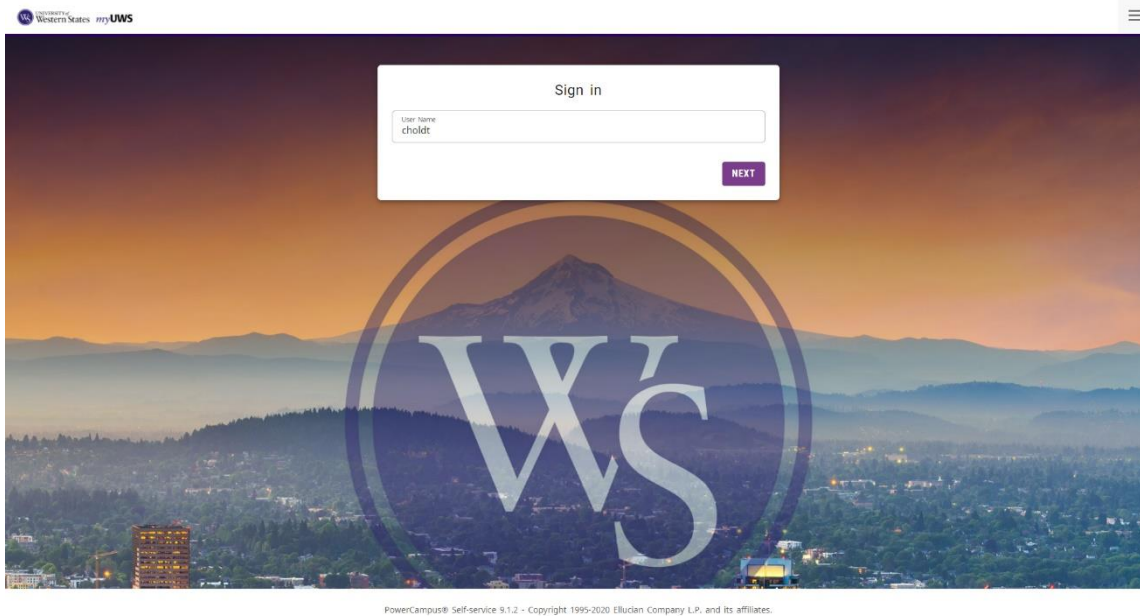 UNIVERSITY of
Western States myUWS
Sign in
User Name
choldt
NEXT
WS
PowerCampus® Self-service 9.1.2 - Copyright 1995-2020 Ellucian Company L.P. and its affiliates.